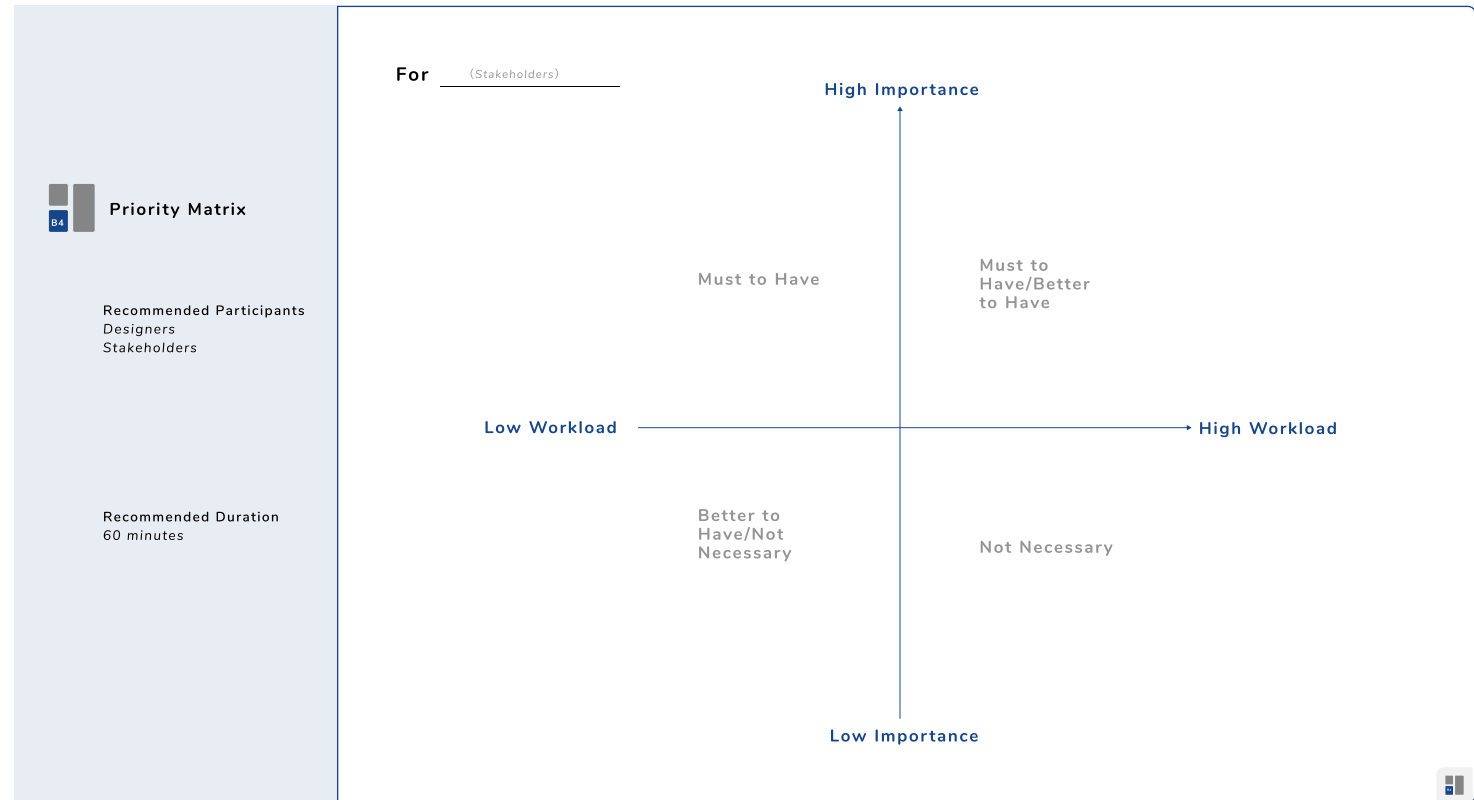 B4
Priority Matrix
Recommended Participants
Designers
Stakeholders
Recommended Duration
60 minutes
For (Stakeholders)
High Importance
Must to Have
Must to
Have/Better
to Have
Low Workload
High Workload
Better to
Have/Not
Necessary
Not Necessary
Low Importance